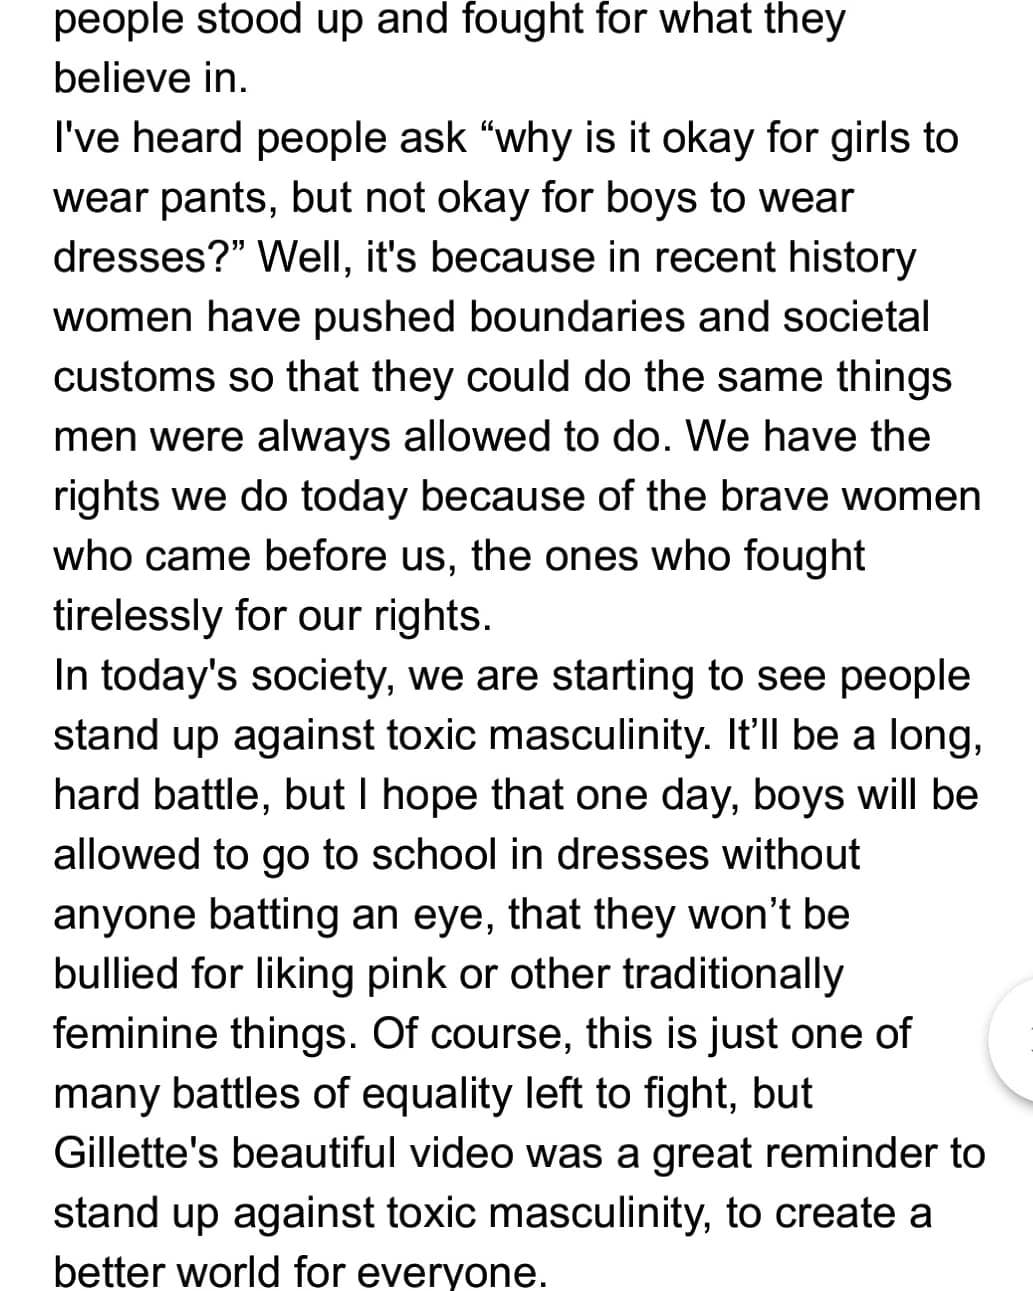 people stood up and fought for what they
believe in.
I've heard people ask “why is it okay for girls to
wear pants, but not okay for boys to wear
dresses?” Well, it's because in recent history
women have pushed boundaries and societal
customs so that they could do the same things
men were always allowed to do. We have the
rights we do today because of the brave women
who came before us, the ones who fought
tirelessly for our rights.
In today's society, we are starting to see people
stand up against toxic masculinity. It’ll be a long,
hard battle, but I hope that one day, boys will be
allowed to go to school in dresses without
anyone batting an eye, that they won’t be
bullied for liking pink or other traditionally
feminine things. Of course, this is just one of
many battles of equality left to fight, but
Gillette's beautiful video was a great reminder to
stand up against toxic masculinity, to create a
better world for everyone.